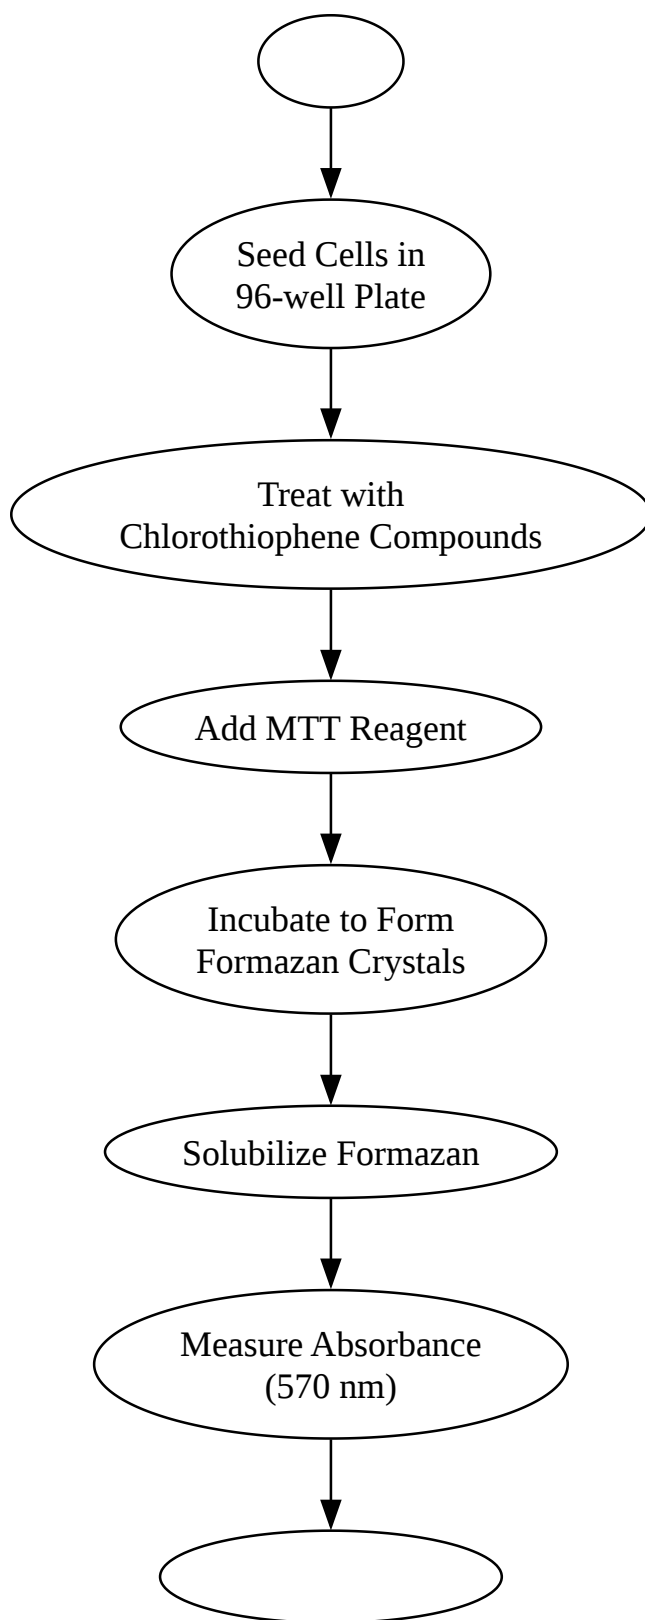 Seed Cells in
96-well Plate
Treat with
Chlorothiophene Compounds
Add MTT Reagent
Incubate to Form
Formazan Crystals
Solubilize Formazan
Measure Absorbance
(570 nm)